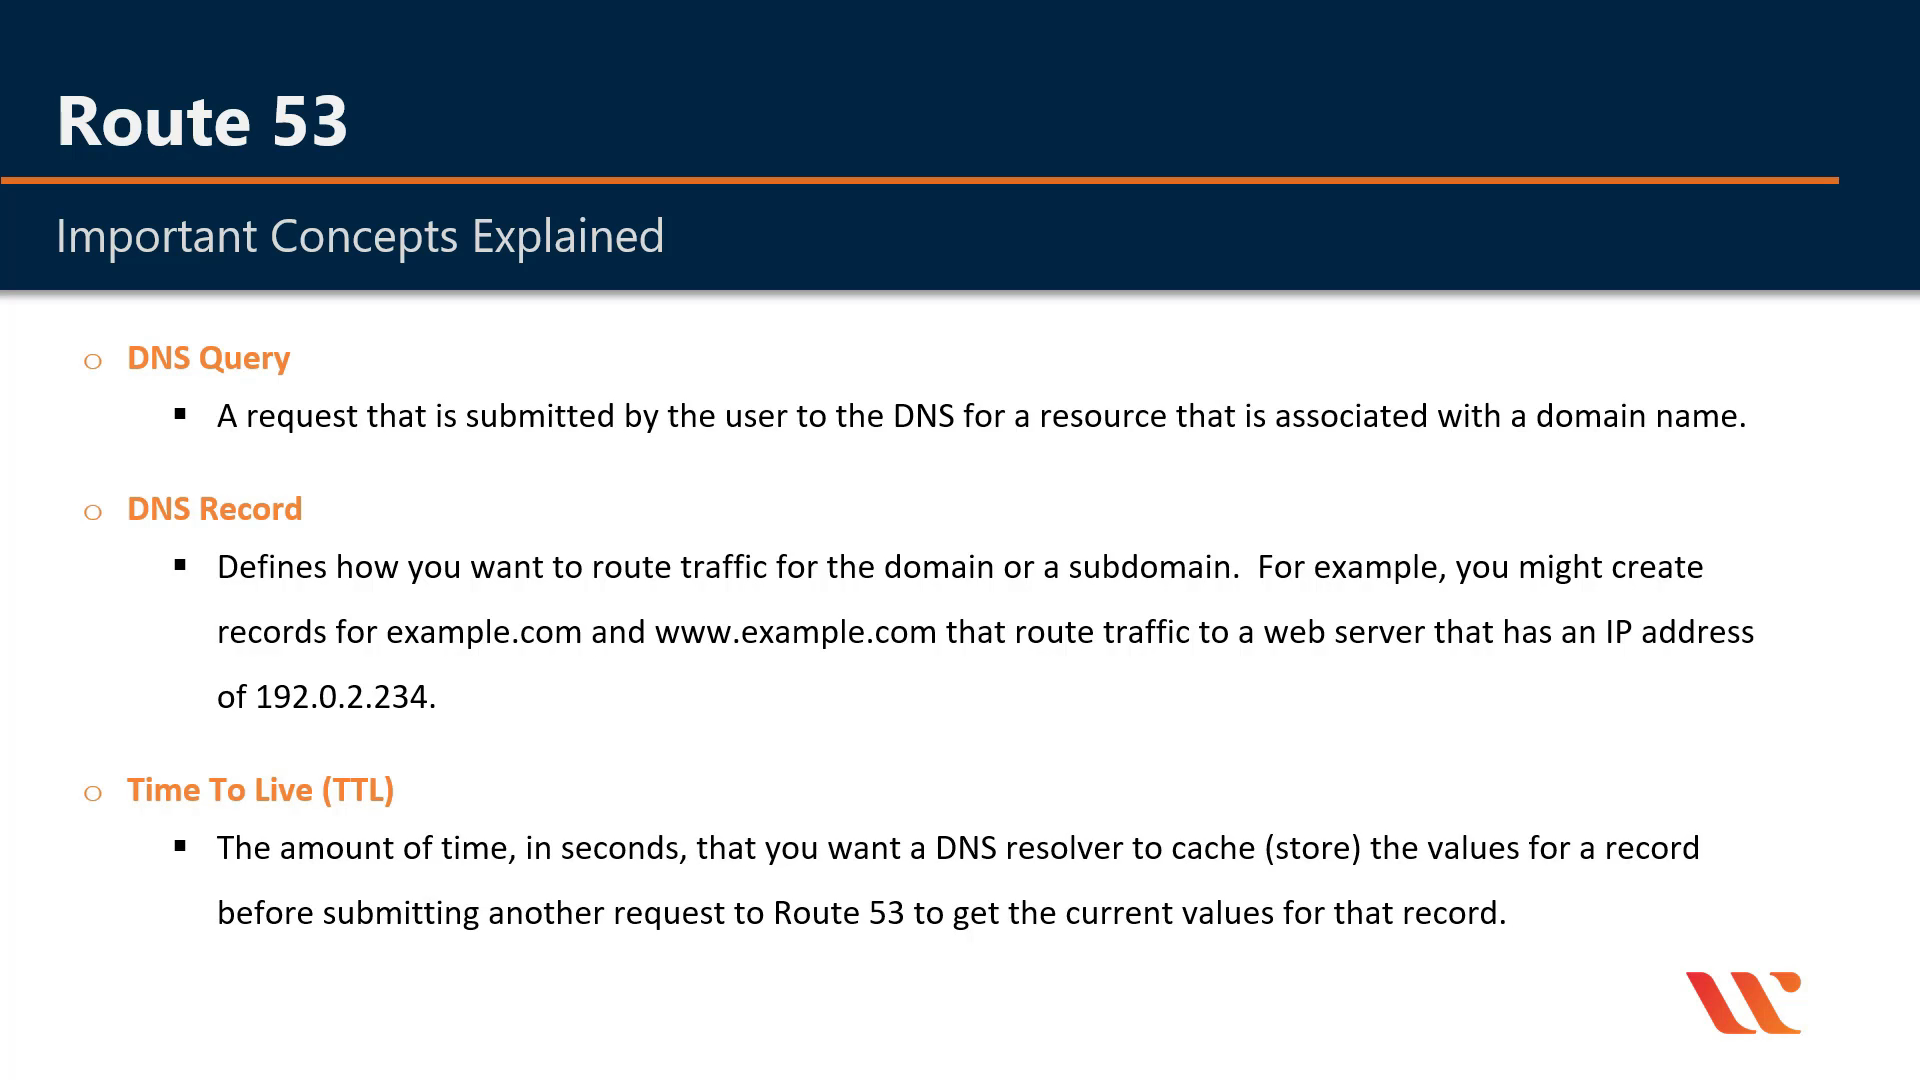 Route 53
Important Concepts Explained
o DNS Query
▪ A request that is submitted by the user to the DNS for a resource that is associated with a domain name.
o DNS Record
▪ Defines how you want to route traffic for the domain or a subdomain.  For example, you might create
records for example.com and www.example.com that route traffic to a web server that has an IP address
of 192.0.2.234.
o Time To Live (TTL)
▪ The amount of time, in seconds, that you want a DNS resolver to cache (store) the values for a record
before submitting another request to Route 53 to get the current values for that record.